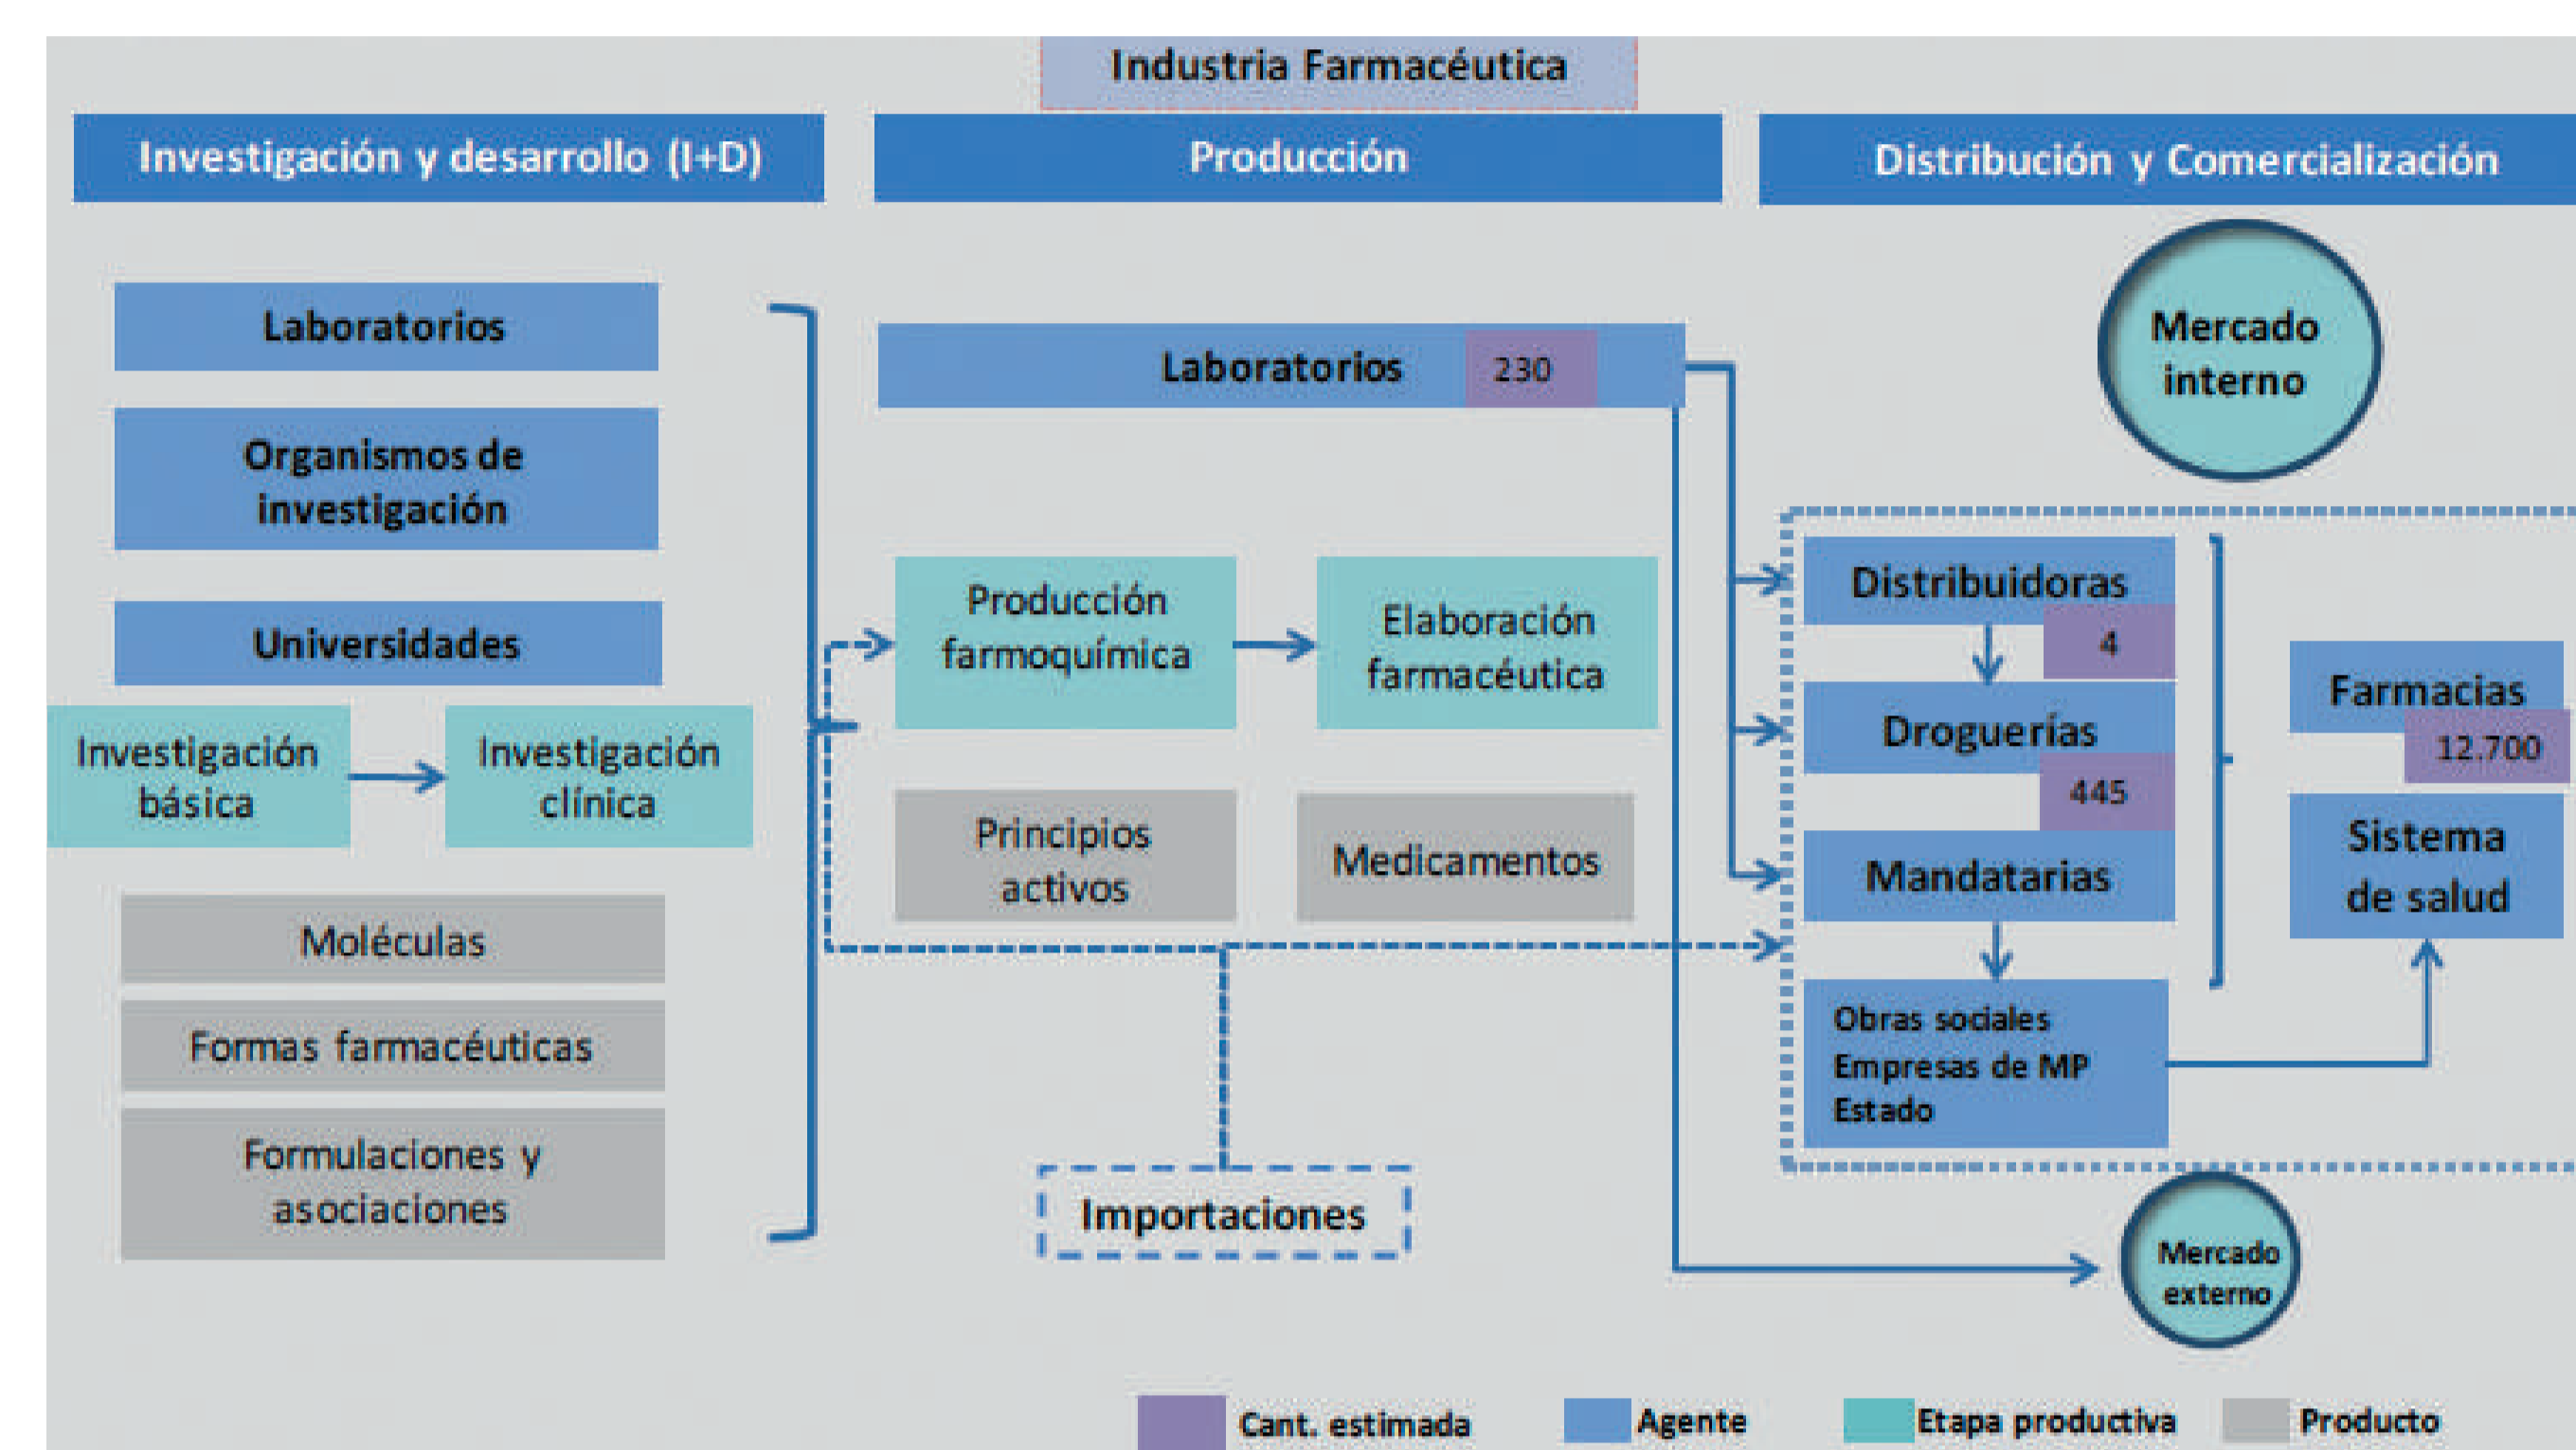 Industria Farmacéutica
Investigación y desarrollo (I+D)
Producción
Distribución y Comercialización
Laboratorios
Organismos de
investigación
Universidades
Investigación
básica
Investigación
clínica
Moléculas
Formas farmacéuticas
Formulaciones y
asociaciones
Laboratorios
230
Producción
farmoquímica
Elaboración
farmacéutica
Principios
activos
Medicamentos
Importaciones
Mercado
interno
Distribuidoras
4
Droguerías
445
Mandatarias
Obras sociales
Empresas de MP
Estado
Farmacias
12.700
Sistema
de salud
Mercado
externo
Cant. estimada
Agente
Etapa productiva
Producto